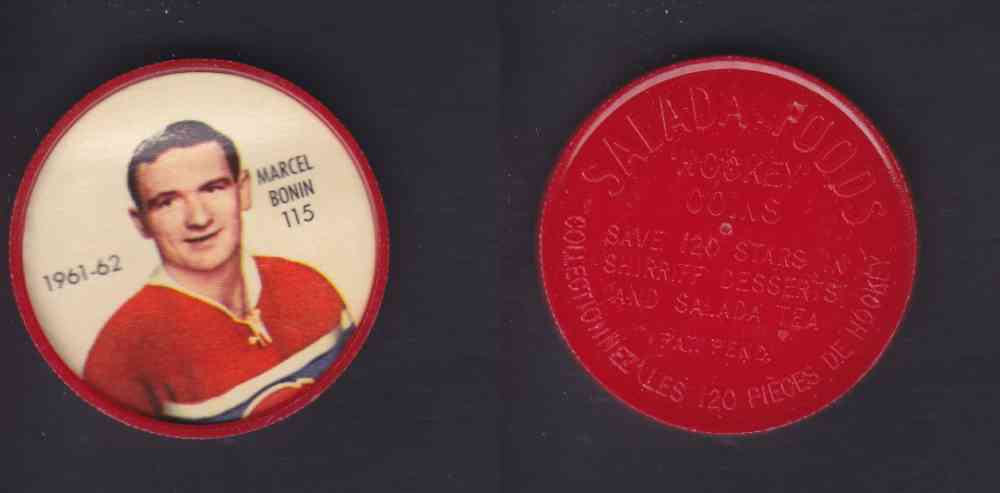 MARCEL
BONIN
115
1961-62
SALADA - FOODS
"HOCKEY"
COINS
SAVE 120 STARS IN
SHIRRIFF DESSERTS
AND SALADA TEA
PAT. PEND.
COLLECTIONNEZ LES 120 PIECES DE HOCKEY